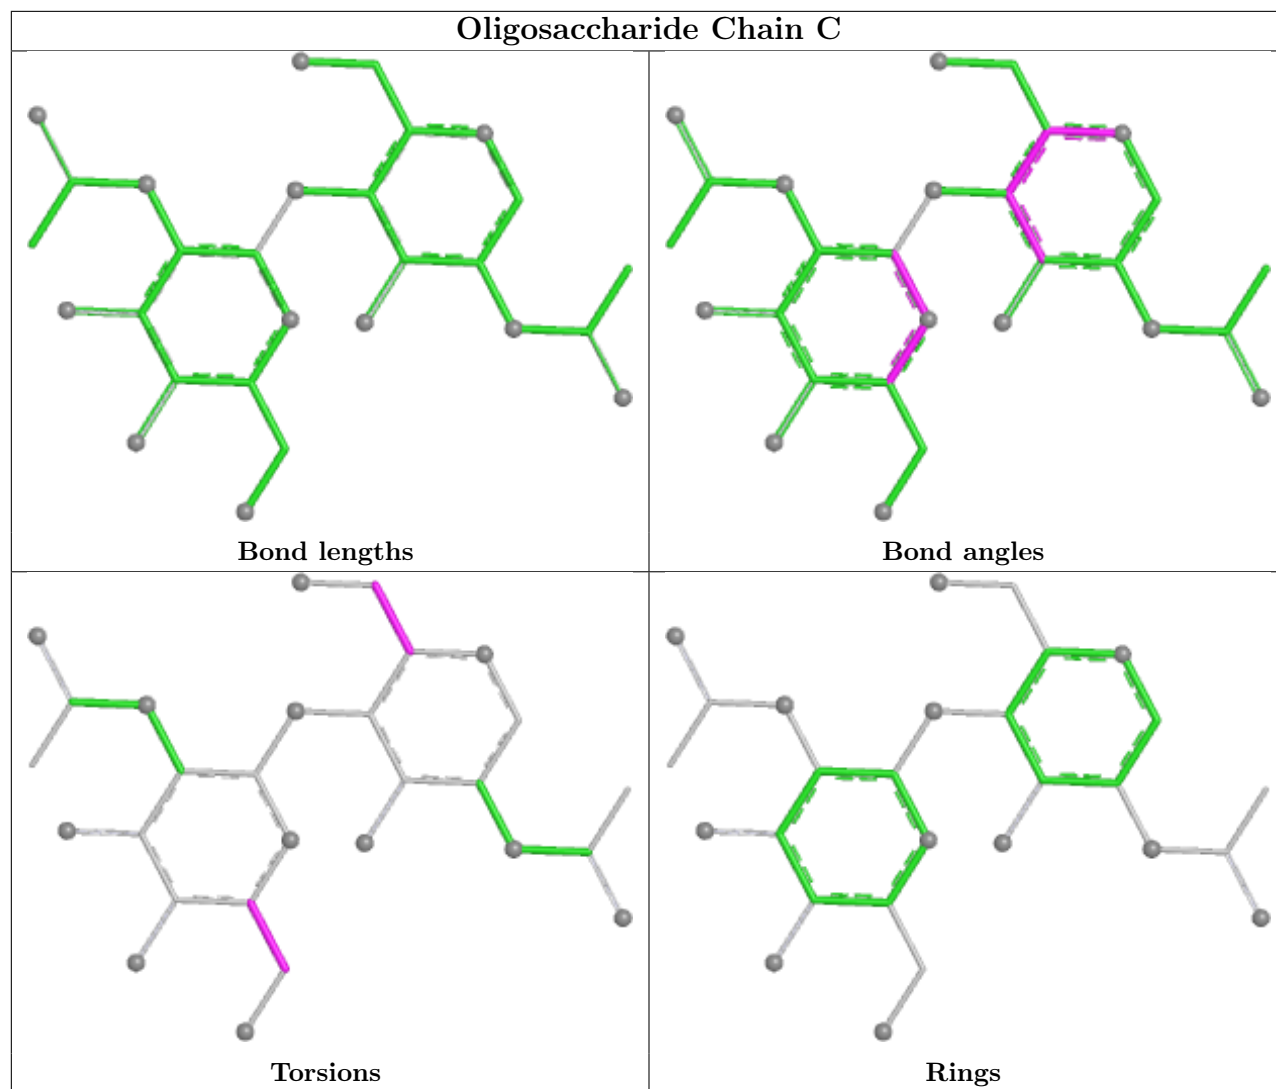 Oligosaccharide Chain C
Bond lengths
Bond angles
Torsions
Rings